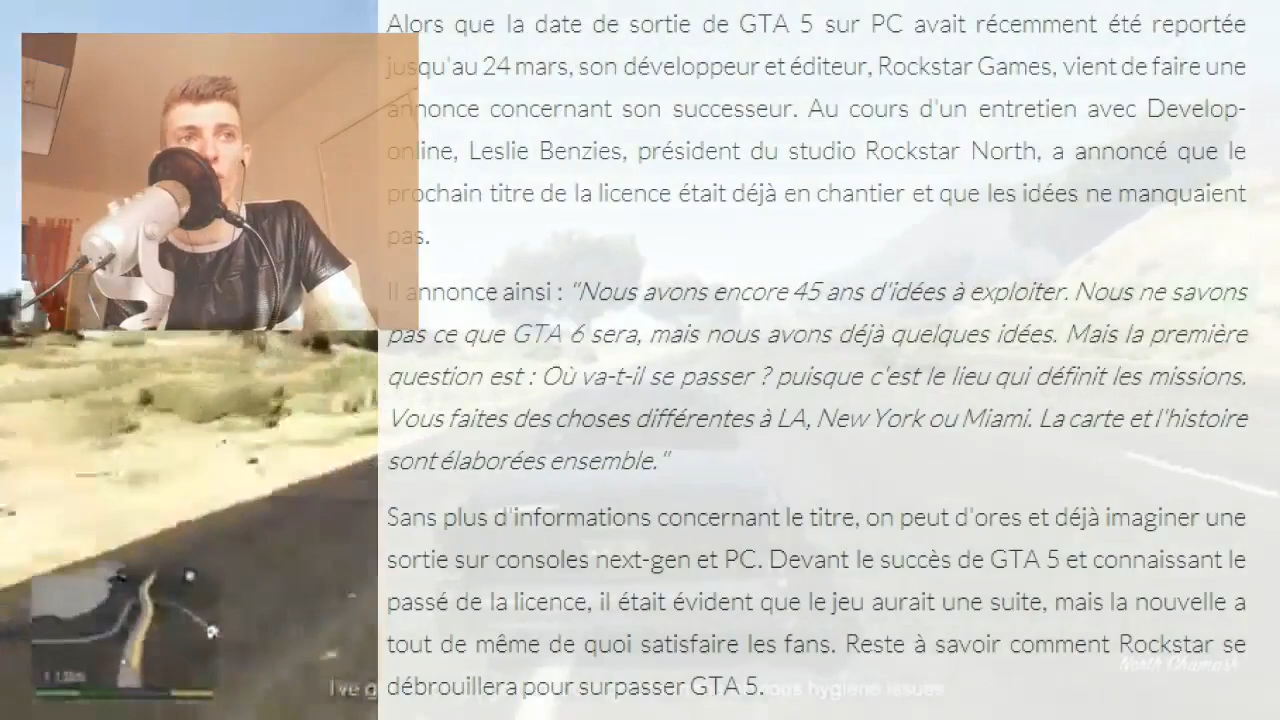 Alors que la date de sortie de GTA 5 sur PC avait récemment été reportée
jusqu'au 24 mars, son développeur et éditeur, Rockstar Games, vient de faire une
annonce concernant son successeur. Au cours d'un entretien avec Develop-
online, Leslie Benzies, président du studio Rockstar North, a annoncé que le
prochain titre de la licence était déjà en chantier et que les idées ne manquaient
pas.
Il annonce ainsi : "Nous avons encore 45 ans d'idées à exploiter. Nous ne savons
pas ce que GTA 6 sera, mais nous avons déjà quelques idées. Mais la première
question est : Où va-t-il se passer ? puisque c'est le lieu qui définit les missions.
Vous faites des choses différentes à LA, New York ou Miami. La carte et l'histoire
sont élaborées ensemble."
Sans plus d'informations concernant le titre, on peut d'ores et déjà imaginer une
sortie sur consoles next-gen et PC. Devant le succès de GTA 5 et connaissant le
passé de la licence, il était évident que le jeu aurait une suite, mais la nouvelle a
tout de même de quoi satisfaire les fans. Reste à savoir comment Rockstar se
North Chumash
débrouillera pour surpasser GTA 5.
I've hygiene issues